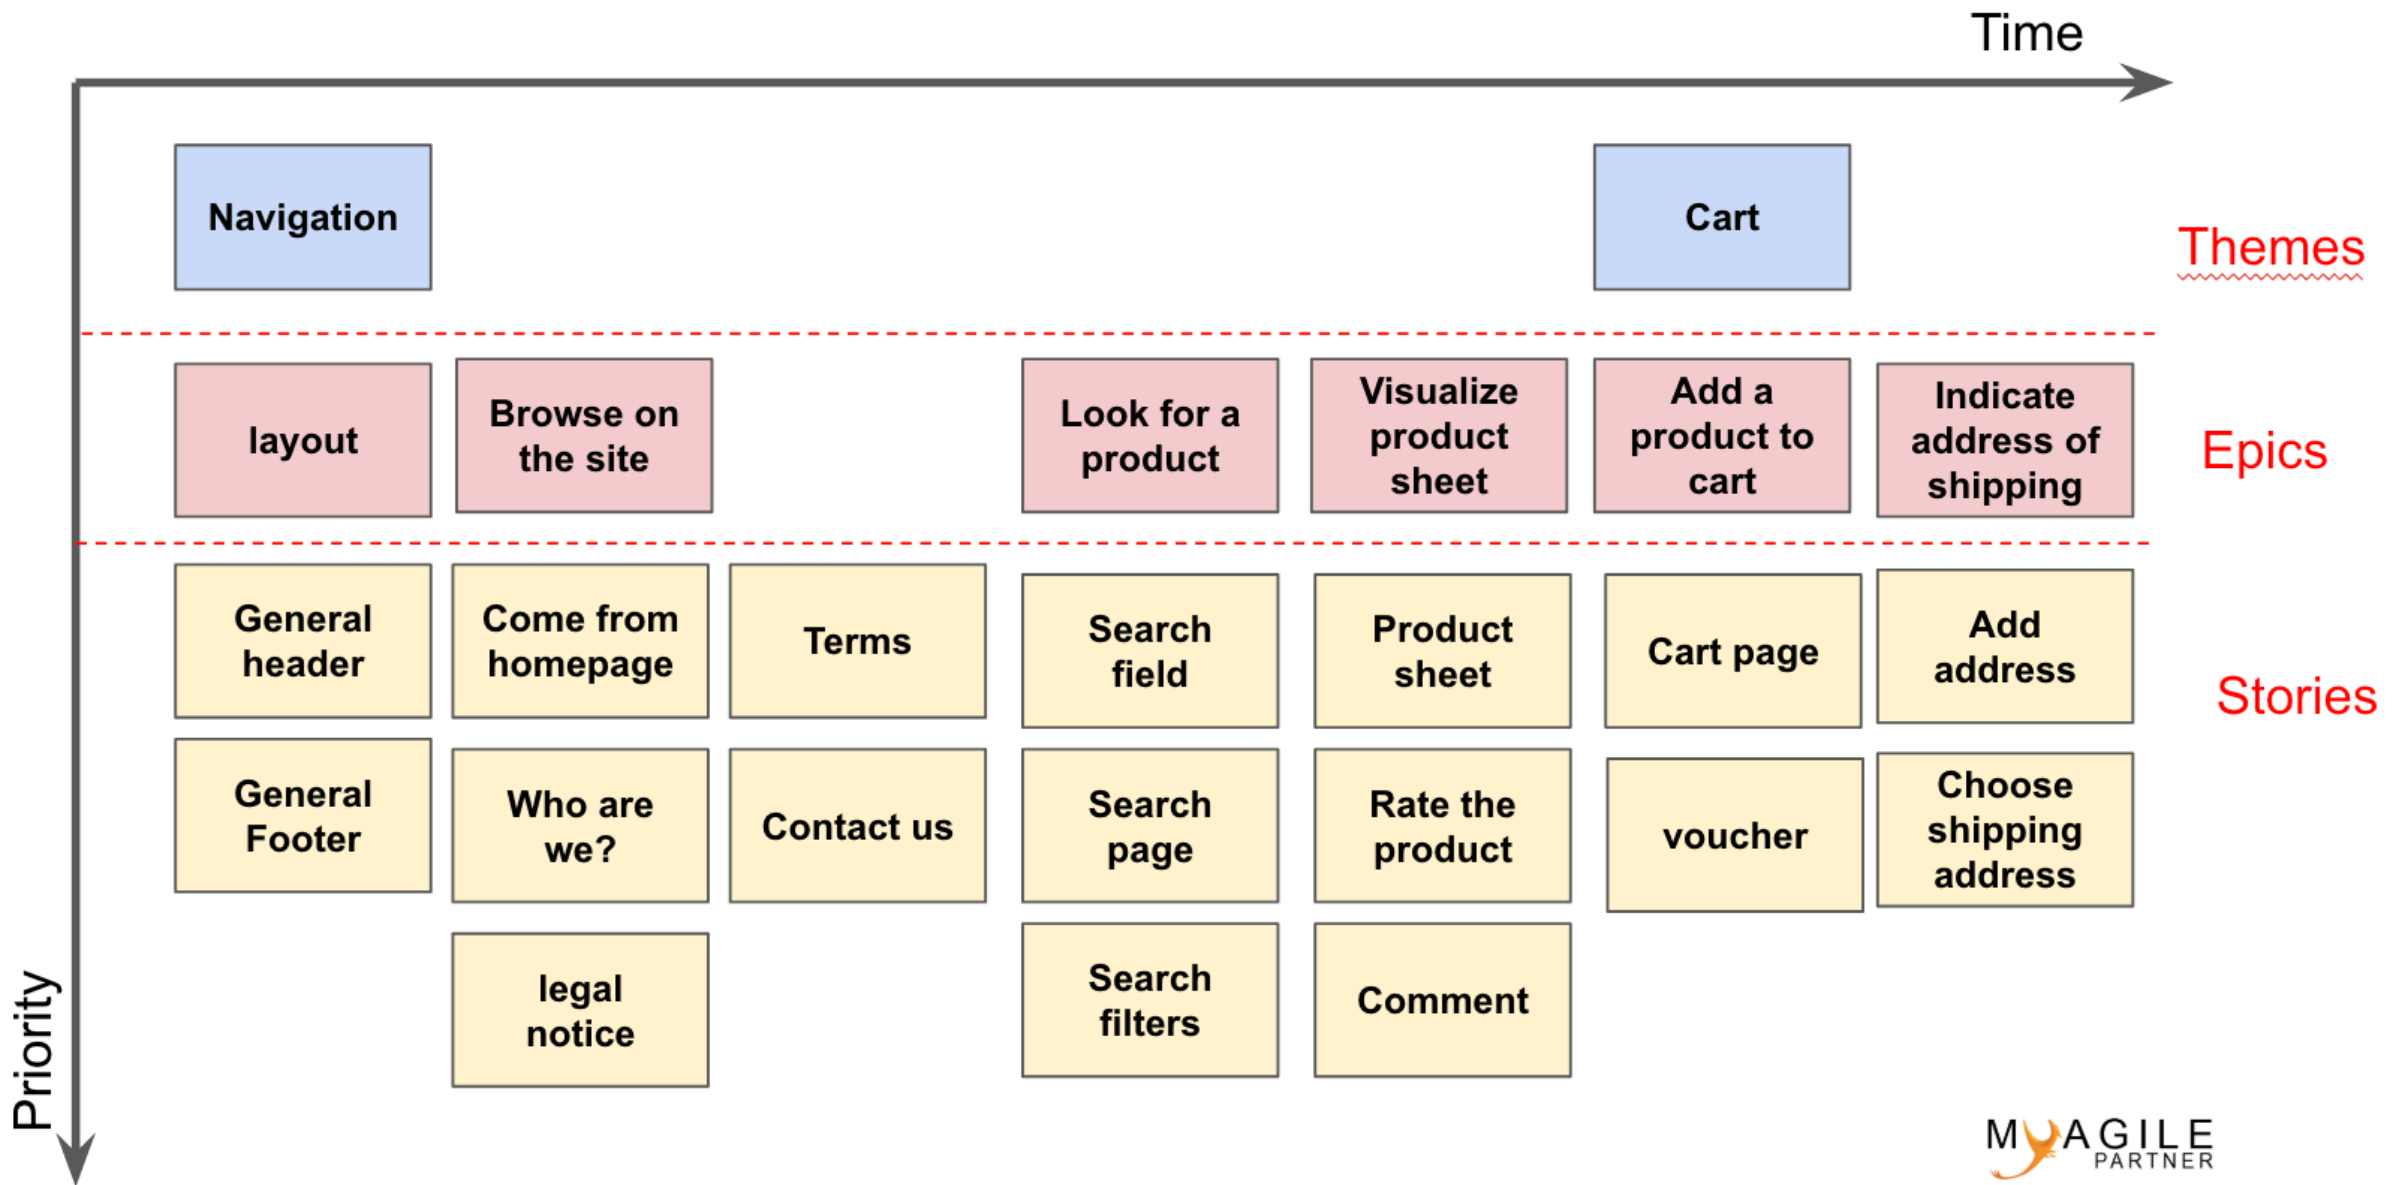 Time
Navigation
Cart
Themes
layout
Browse on
the site
Look for a
product
Visualize
product
sheet
Add a
product to
cart
Indicate
address of
shipping
Epics
General
header
Come from
homepage
Terms
Search
field
Product
sheet
Cart page
Add
address
Stories
General
Footer
Who are
we?
Contact us
Search
page
Rate the
product
voucher
Choose
shipping
address
legal
notice
Search
filters
Comment
Priority
MYAGILE
PARTNER